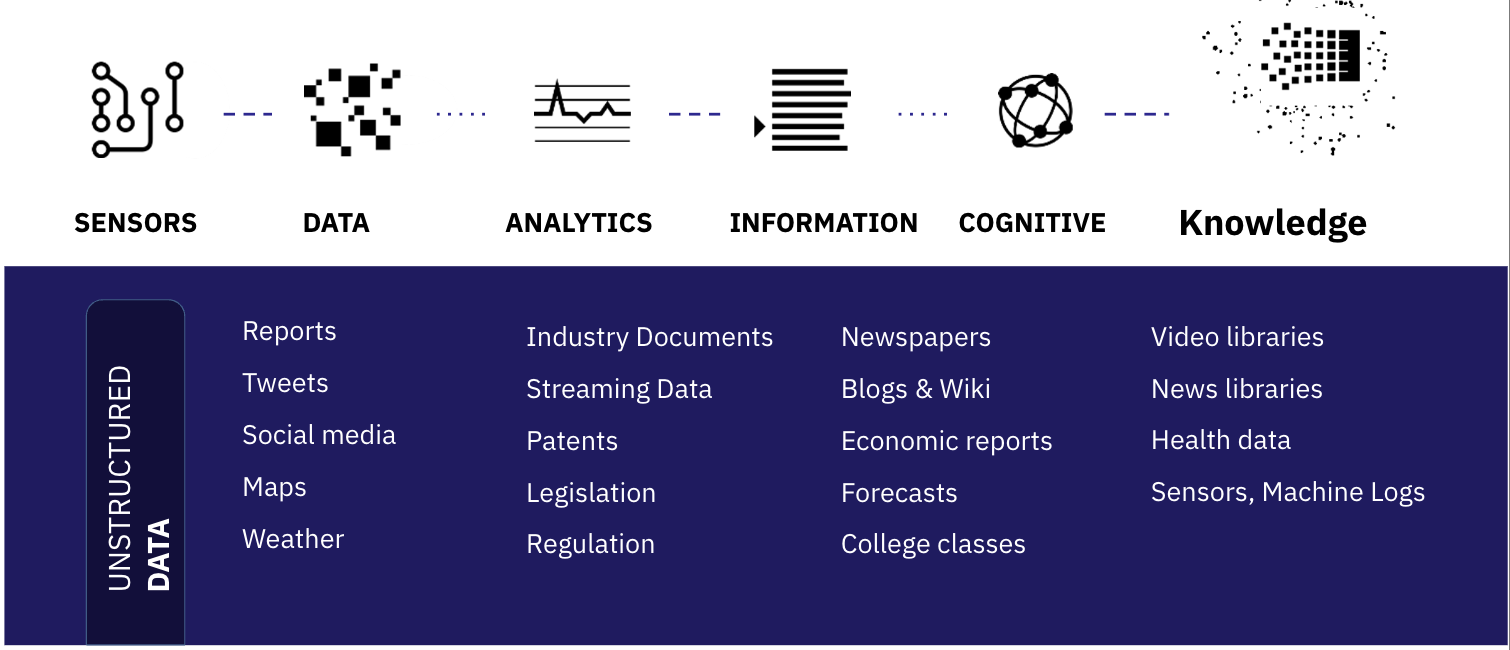 SENSORS
DATA
ANALYTICS
INFORMATION
COGNITIVE
Knowledge
UNSTRUCTURED
DATA
Reports
Tweets
Social media
Maps
Weather
Industry Documents
Streaming Data
Patents
Legislation
Regulation
Newspapers
Blogs & Wiki
Economic reports
Forecasts
College classes
Video libraries
News libraries
Health data
Sensors, Machine Logs